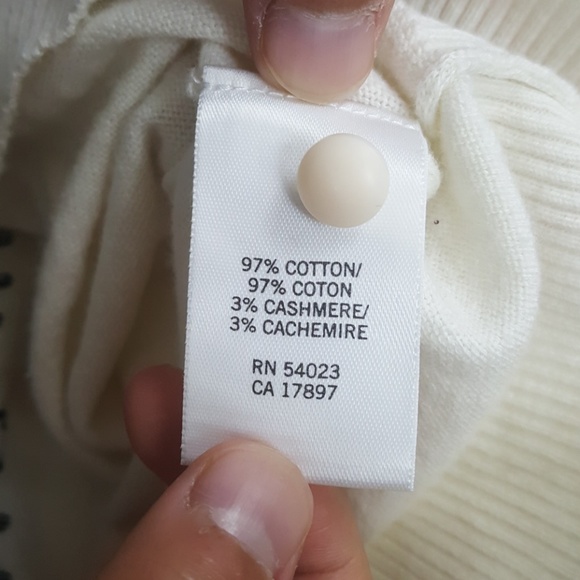 97% COTTON/
97% COTON
3% CASHMERE/
3% CACHEMIRE
RN 54023
CA 17897